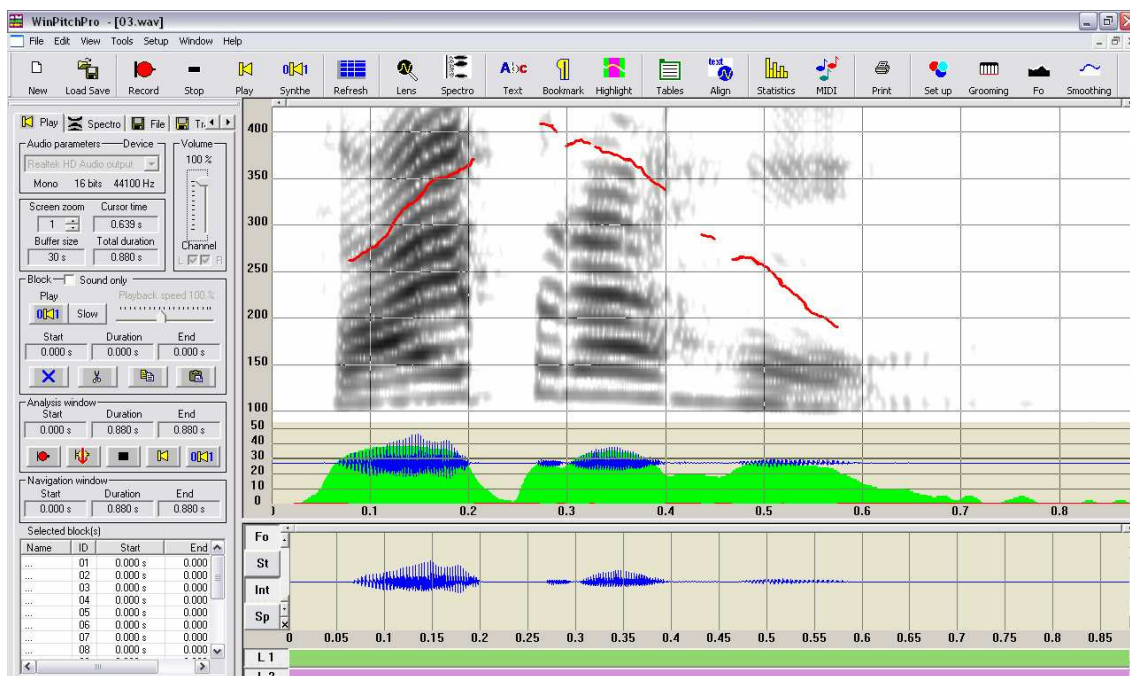 WinPitchPro - [03.wav]
File Edit View Tools Setup Window Help
New Load Save Record Stop Play Synthe Refresh Lens Spectro Text Bookmark Highlight Tables Align Statistics MIDI Print Set up Grooming Fo Smoothing
Play Spectro File Tr
Audio parameters Device
Realtek HD Audio output
Mono 16 bits 44100 Hz
Volume
100 %
Channel
L R
Screen zoom Cursor time
1 0.639 s
Buffer size Total duration
30 s 0.880 s
Block Sound only
Play Playback speed 100 %
Slow
Start Duration End
0.000 s 0.000 s 0.000 s
Analysis window
Start Duration End
0.000 s 0.880 s 0.880 s
Navigation window
Start Duration End
0.000 s 0.880 s 0.880 s
Selected block(s)
Name ID Start End
... 01 0.000 s 0.000
... 02 0.000 s 0.000
... 03 0.000 s 0.000
... 04 0.000 s 0.000
... 05 0.000 s 0.000
... 06 0.000 s 0.000
... 07 0.000 s 0.000
... 08 0.000 s 0.000
400
350
300
250
200
150
100
50
40
30
20
10
0
0.1 0.2 0.3 0.4 0.5 0.6 0.7 0.8
Fo
St
Int
Sp
0 0.05 0.1 0.15 0.2 0.25 0.3 0.35 0.4 0.45 0.5 0.55 0.6 0.65 0.7 0.75 0.8 0.85
L 1